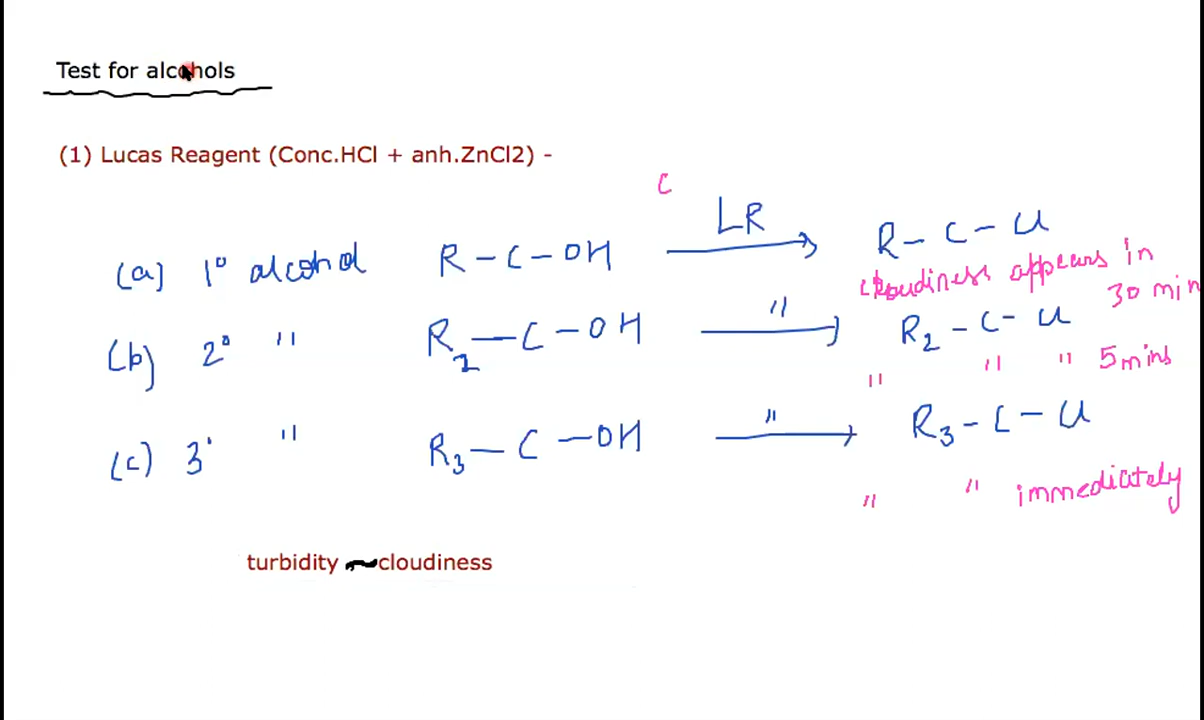 Test for alcohols
(1) Lucas Reagent (Conc.HCl + anh.ZnCl2) -
C
(a) 1° alcohol R-C-OH LR R-C-Cl
cloudiness appears in
30 min
(b) 2° " R2-C-OH " R2-C-Cl
" " " 5 mins
(c) 3° " R3-C-OH " R3-C-Cl
" " immediately
turbidity ~ cloudiness